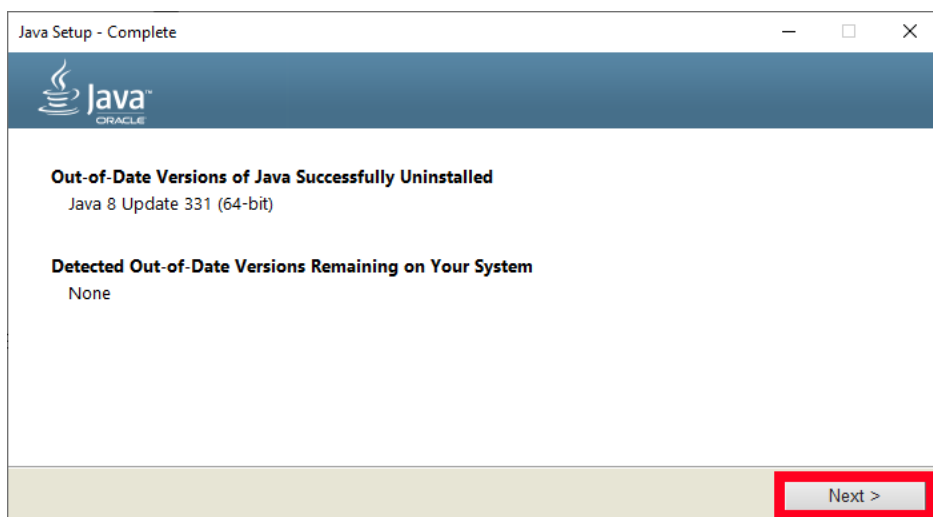 Java Setup - Complete
Java™
ORACLE
Out-of-Date Versions of Java Successfully Uninstalled
Java 8 Update 331 (64-bit)
Detected Out-of-Date Versions Remaining on Your System
None
Next >